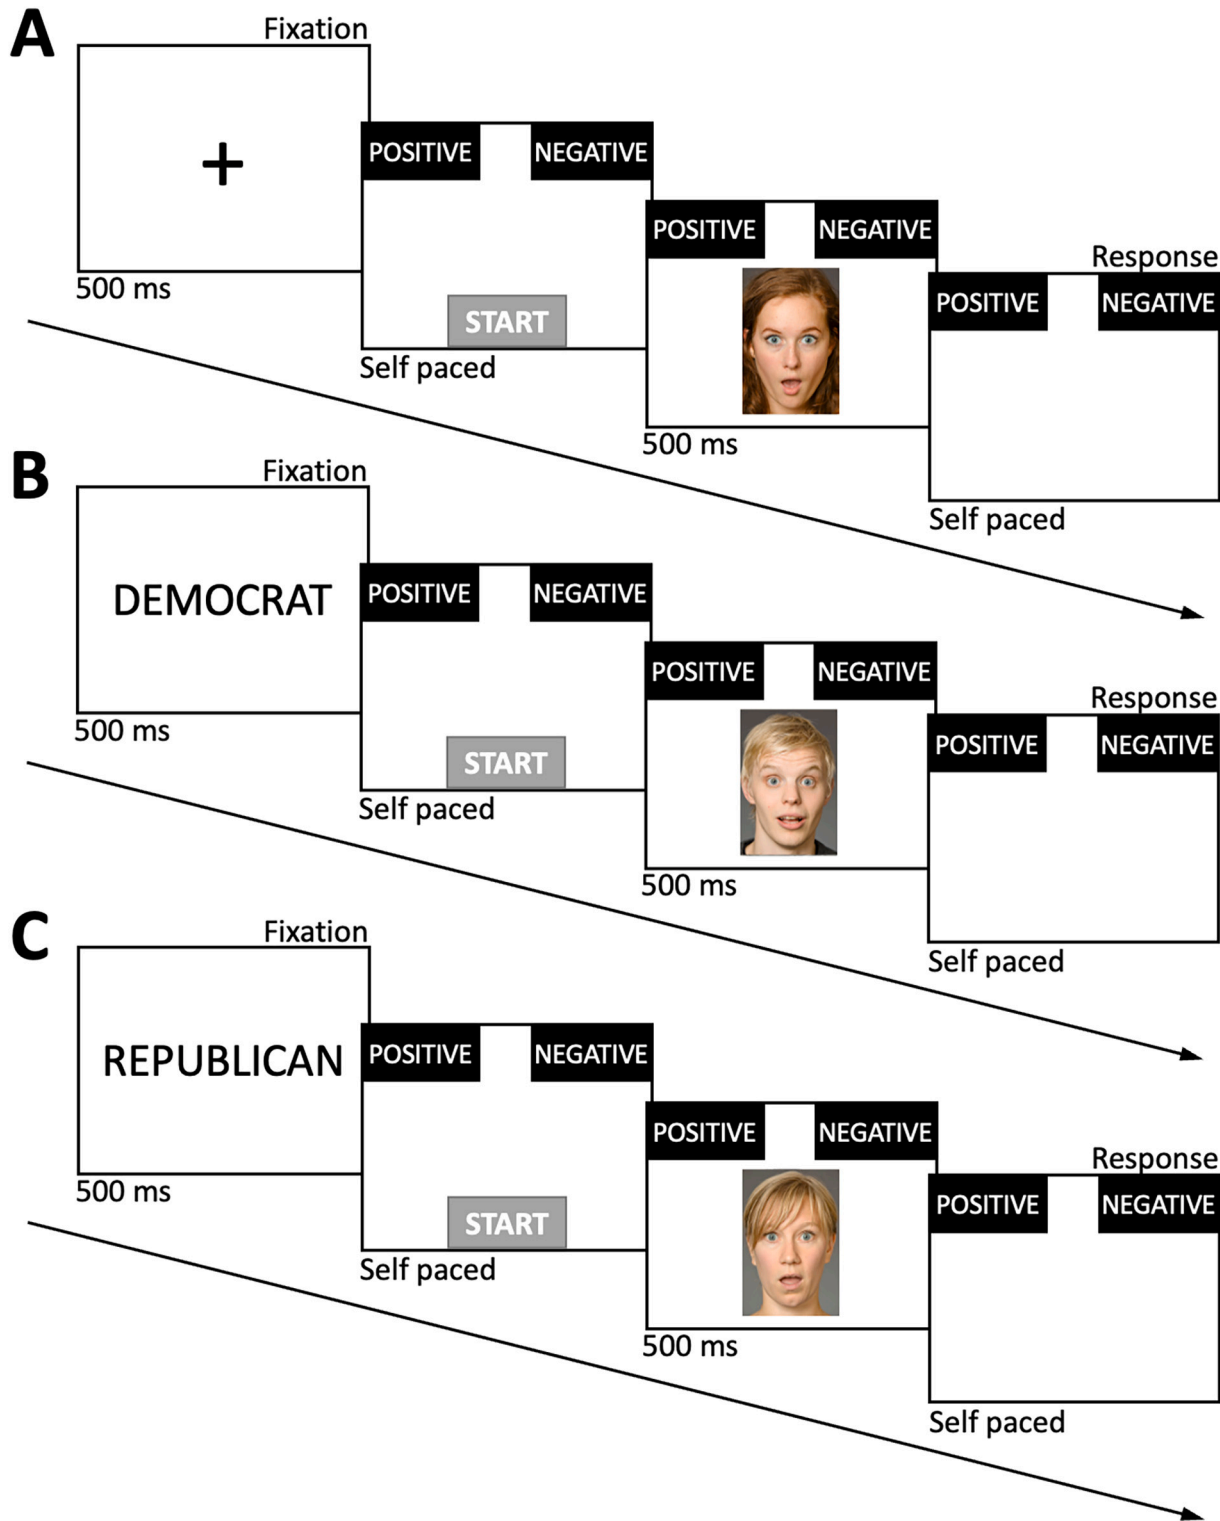 A
Fixation
+
500 ms
POSITIVE NEGATIVE
START
Self paced
POSITIVE NEGATIVE
500 ms
Response
POSITIVE NEGATIVE
Self paced
B
Fixation
DEMOCRAT
500 ms
POSITIVE NEGATIVE
START
Self paced
POSITIVE NEGATIVE
500 ms
Response
POSITIVE NEGATIVE
Self paced
C
Fixation
REPUBLICAN
500 ms
POSITIVE NEGATIVE
START
Self paced
POSITIVE NEGATIVE
500 ms
Response
POSITIVE NEGATIVE
Self paced